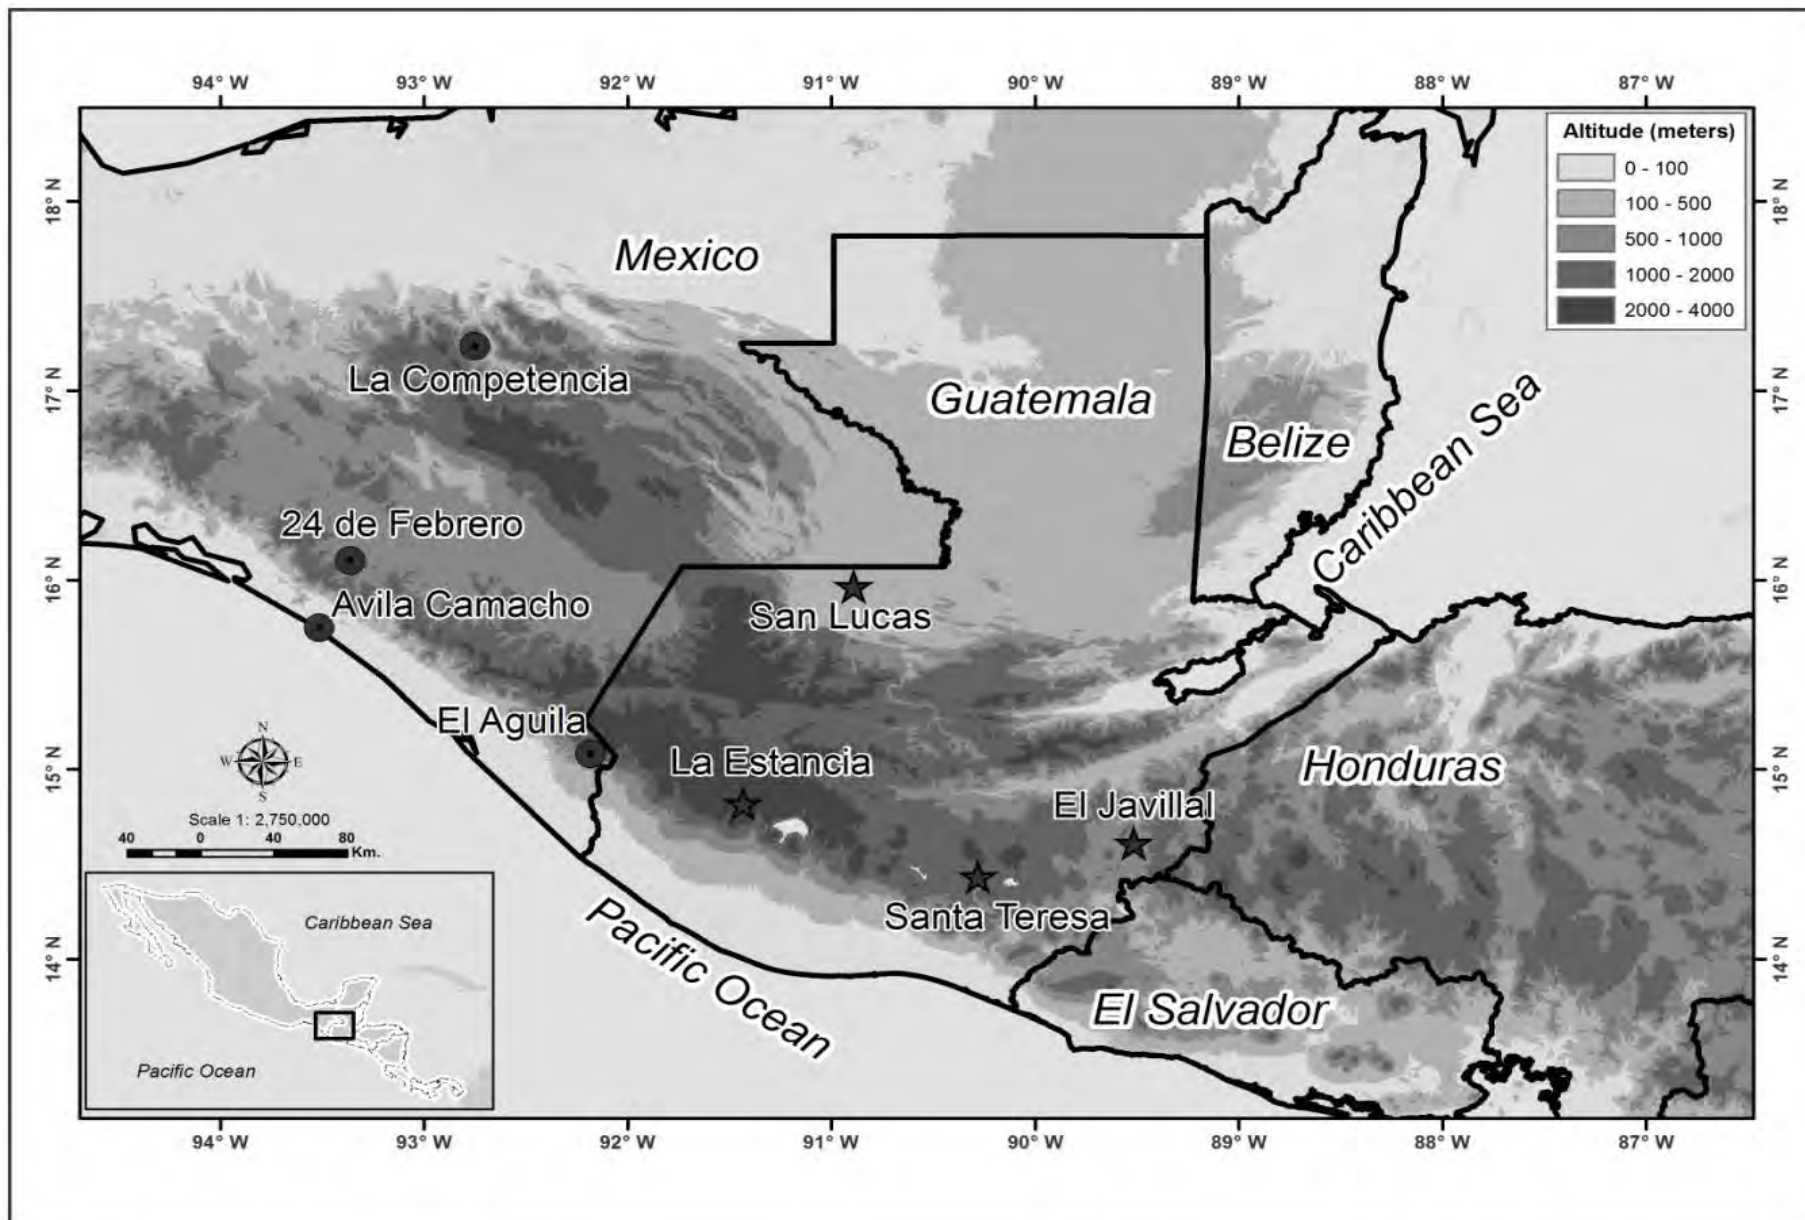 94° W 93° W 92° W 91° W 90° W 89° W 88° W 87° W
Altitude (meters)
0 - 100
100 - 500
500 - 1000
1000 - 2000
2000 - 4000
18° N
18° N
Mexico
La Competencia
17° N
17° N
Guatemala
Belize
Caribbean Sea
24 de Febrero
16° N
16° N
Avila Camacho
San Lucas
El Aguila
La Estancia
15° N
15° N
Honduras
El Javillal
N
W E
S
Scale 1: 2,750,000
40 0 40 80 Km.
Santa Teresa
Pacific Ocean
14° N
14° N
El Salvador
Caribbean Sea
Pacific Ocean
94° W 93° W 92° W 91° W 90° W 89° W 88° W 87° W